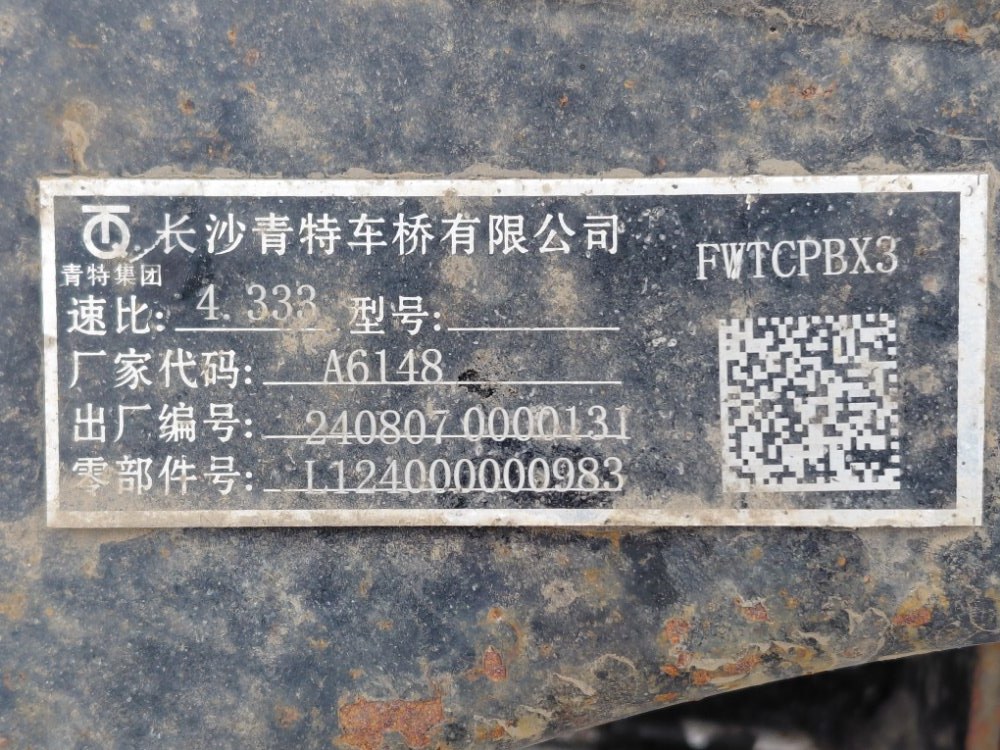 长沙青特车桥有限公司
FWTCPBX3
青特集团
速比: 4.333 型号:
厂家代码: A6148
出厂编号: 240807 0000131
零部件号: L124000000983